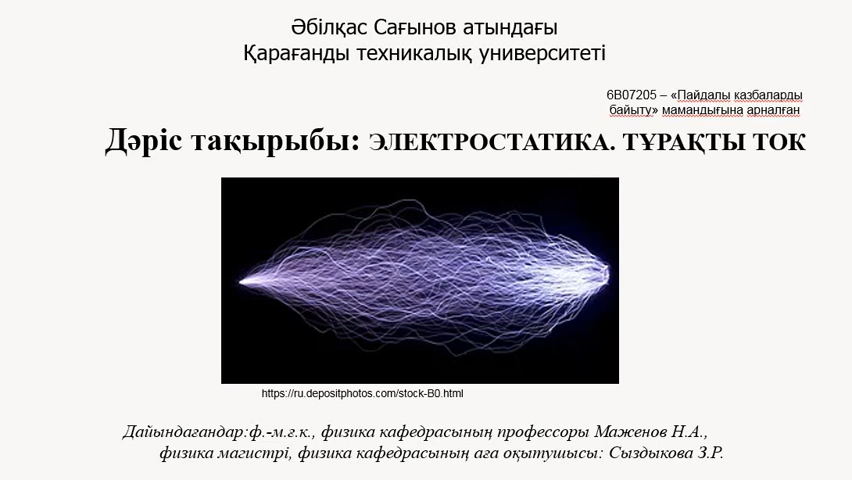 Әбілқас Сағынов атындағы
Қарағанды техникалық университеті
6В07205 – «Пайдалы казбаларды
байыту» мамандығына арналған
Дәріс тақырыбы: ЭЛЕКТРОСТАТИКА. ТҰРАҚТЫ ТОК
https://ru.depositphotos.com/stock-B0.html
Дайындағандар:ф.-м.ғ.к., физика кафедрасының профессоры Маженов Н.А.,
физика магистрі, физика кафедрасының аға оқытушысы: Сыздыкова З.Р.